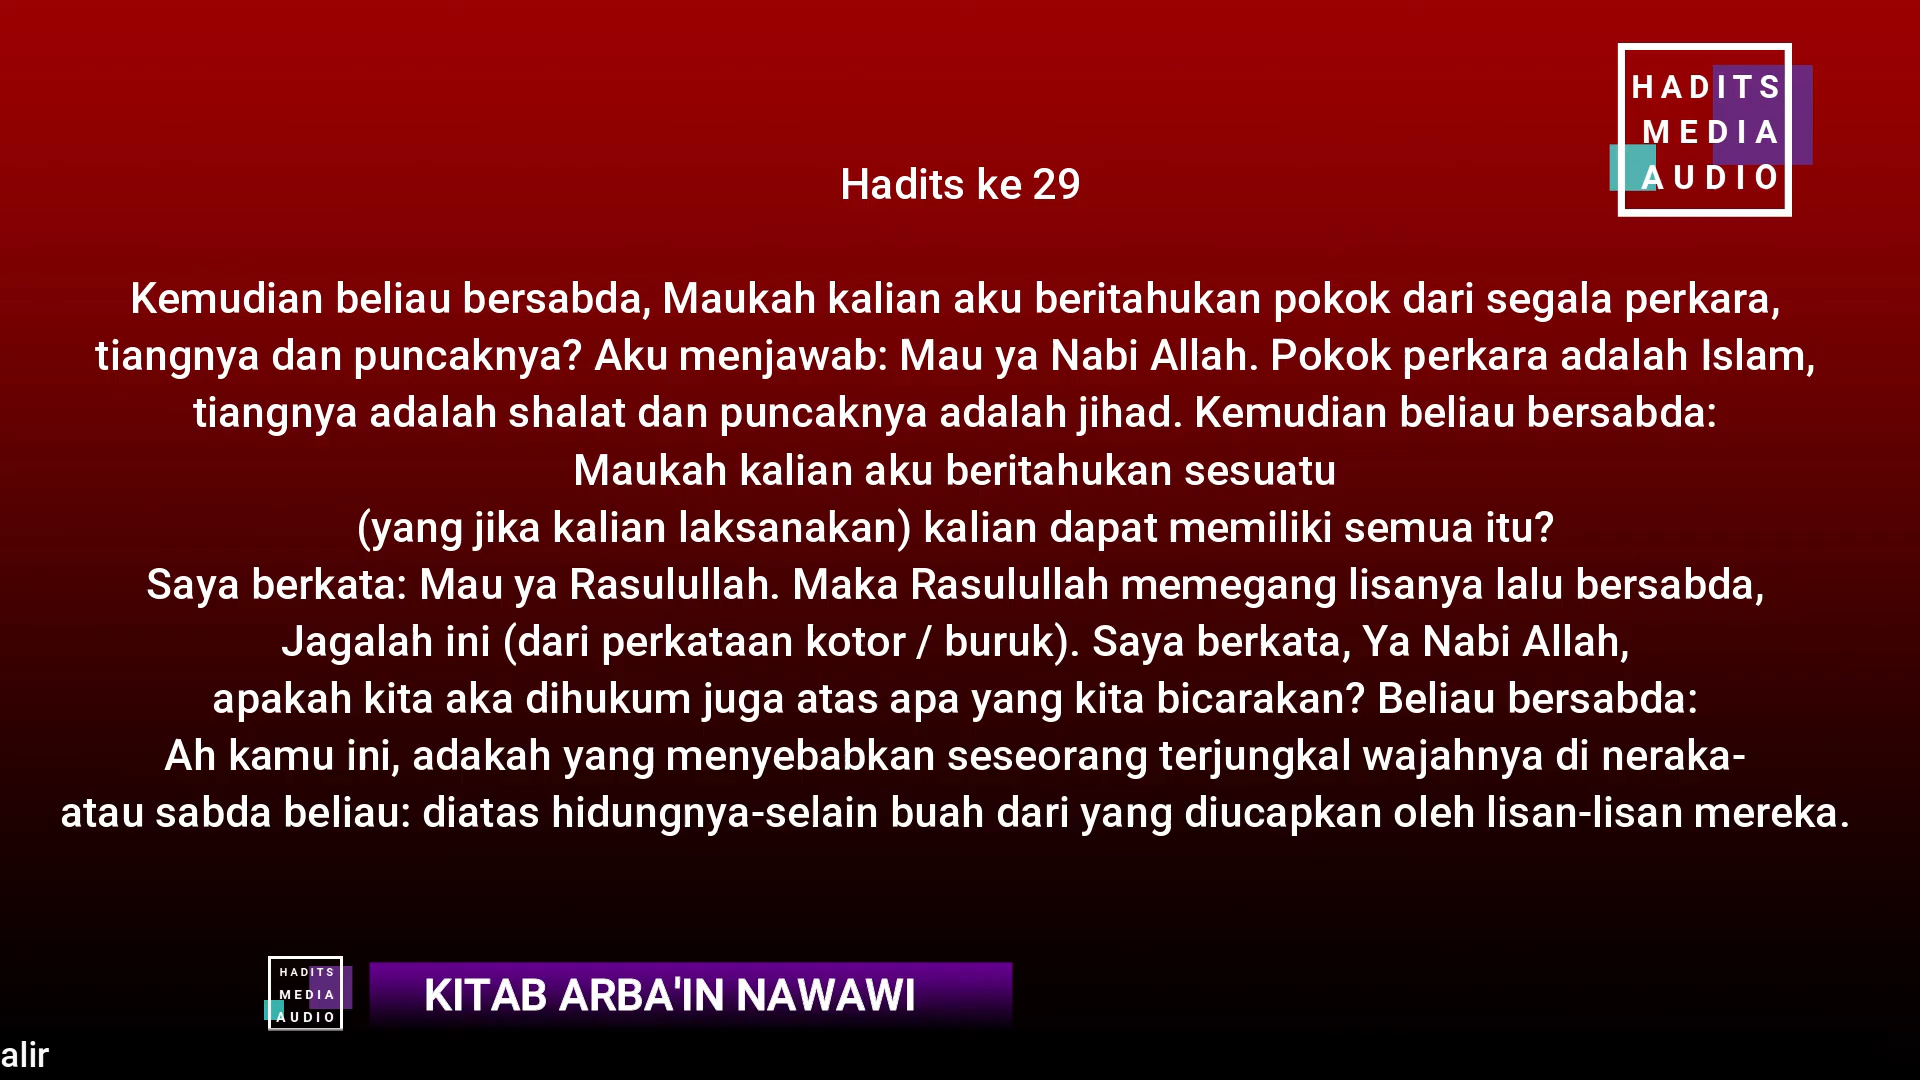 HADITS
MEDIA
AUDIO
Hadits ke 29
Kemudian beliau bersabda, Maukah kalian aku beritahukan pokok dari segala perkara,
tiangnya dan puncaknya? Aku menjawab: Mau ya Nabi Allah. Pokok perkara adalah Islam,
tiangnya adalah shalat dan puncaknya adalah jihad. Kemudian beliau bersabda:
Maukah kalian aku beritahukan sesuatu
(yang jika kalian laksanakan) kalian dapat memiliki semua itu?
Saya berkata: Mau ya Rasulullah. Maka Rasulullah memegang lisanya lalu bersabda,
Jagalah ini (dari perkataan kotor / buruk). Saya berkata, Ya Nabi Allah,
apakah kita aka dihukum juga atas apa yang kita bicarakan? Beliau bersabda:
Ah kamu ini, adakah yang menyebabkan seseorang terjungkal wajahnya di neraka-
atau sabda beliau: diatas hidungnya-selain buah dari yang diucapkan oleh lisan-lisan mereka.
HADITS
MEDIA
AUDIO
KITAB ARBA'IN NAWAWI
alir